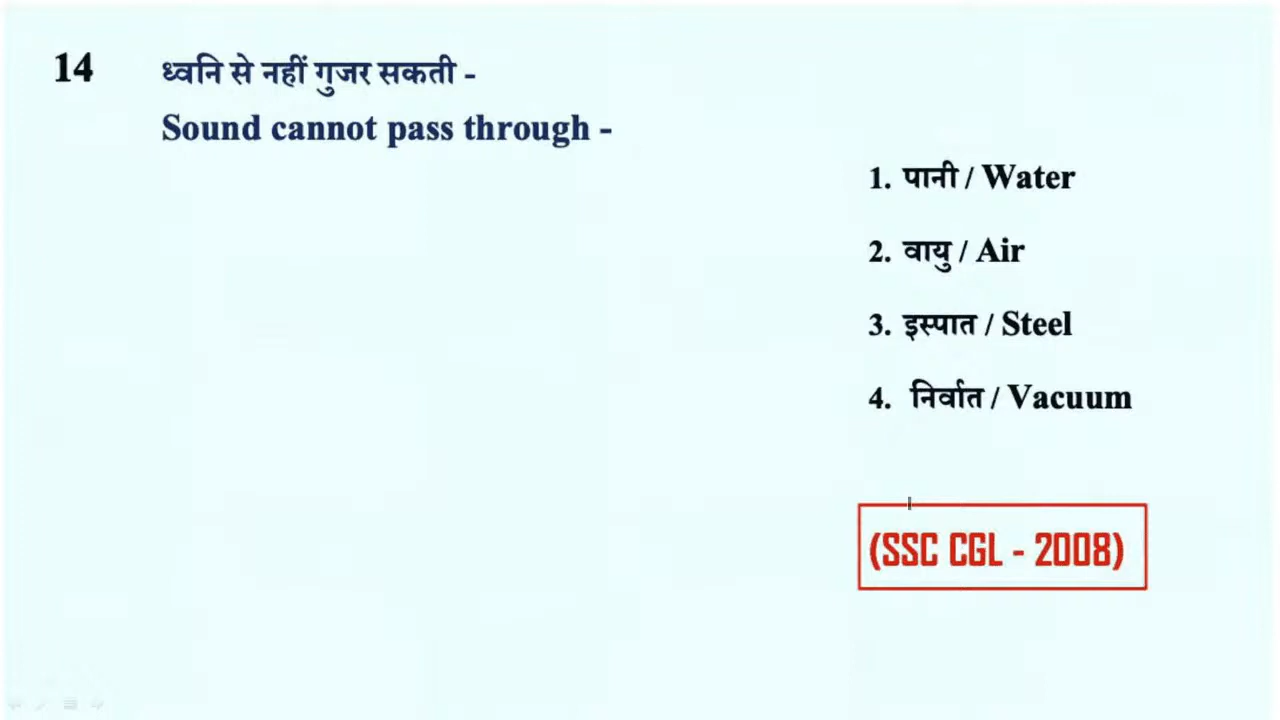 14 ध्वनि से नहीं गुजर सकती -
Sound cannot pass through -
1. पानी / Water
2. वायु / Air
3. इस्पात / Steel
4. निर्वात / Vacuum
(SSC CGL - 2008)